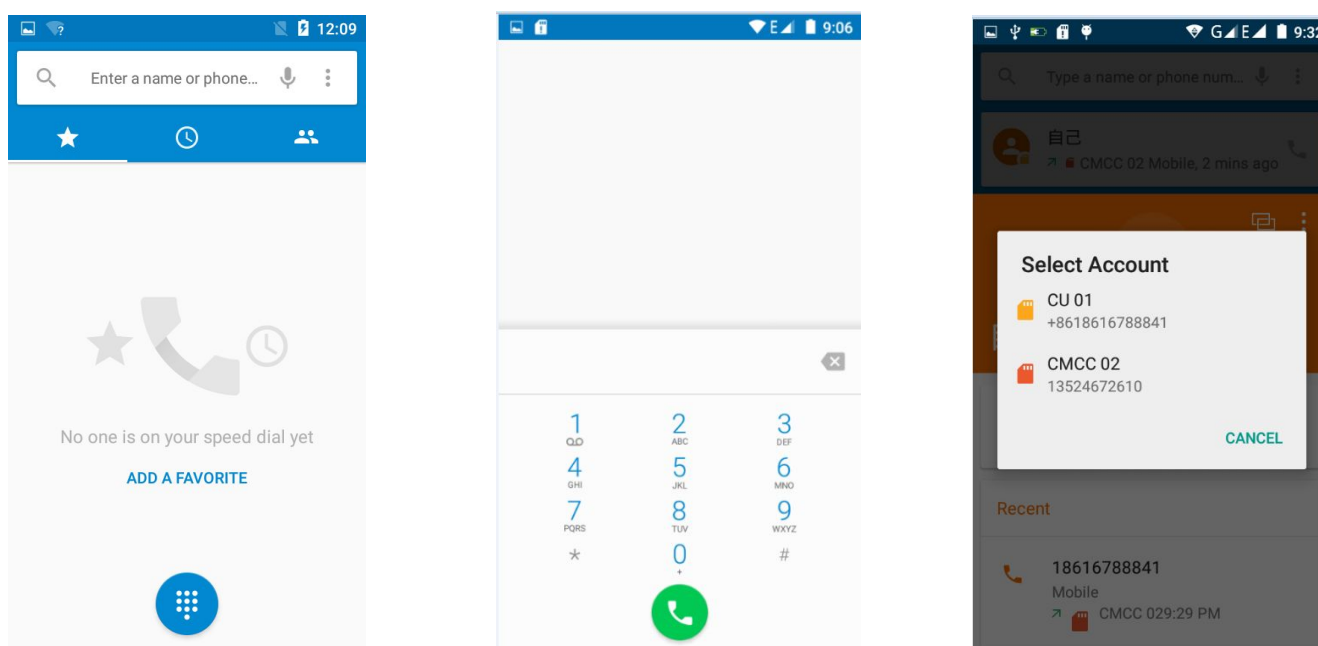 12:09
Enter a name or phone...
No one is on your speed dial yet
ADD A FAVORITE
E 9:06
1
2 ABC
3 DEF
4 GHI
5 JKL
6 MNO
7 PQRS
8 TUV
9 WXYZ
*
0 +
#
G E 9:32
Type a name or phone num...
自己
CMCC 02 Mobile, 2 mins ago
Select Account
CU 01
+8618616788841
CMCC 02
13524672610
CANCEL
Recent
18616788841
Mobile
CMCC 029:29 PM